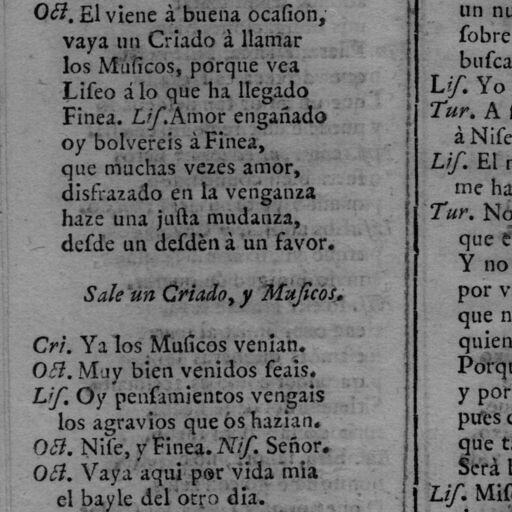 Oct. El viene à buena ocasion,
vaya un Criado à llamar
los Musicos, porque vea
Liseo á lo que ha llegado
Finea. Lis. Amor engañado
oy bolvereis à Finea,
que muchas vezes amor,
disfrazado en la venganza
haze una justa mudanza,
desde un desdèn à un favor.
Sale un Criado, y Musicos.
Cri. Ya los Musicos venian.
Oct. Muy bien venidos seais.
Lis. Oy pensamientos vengais
los agravios que os hazian.
Oct. Nise, y Finea. Nis. Señor.
Oct. Vaya aqui por vida mia
el bayle del otro dia.
un
sobre
busca
Lis. Yo
Tur. A
à Nise
Lis. El
me ha
Tur. No
que
Y no
por
que
quien
y por
pues
que
Será
Lis.